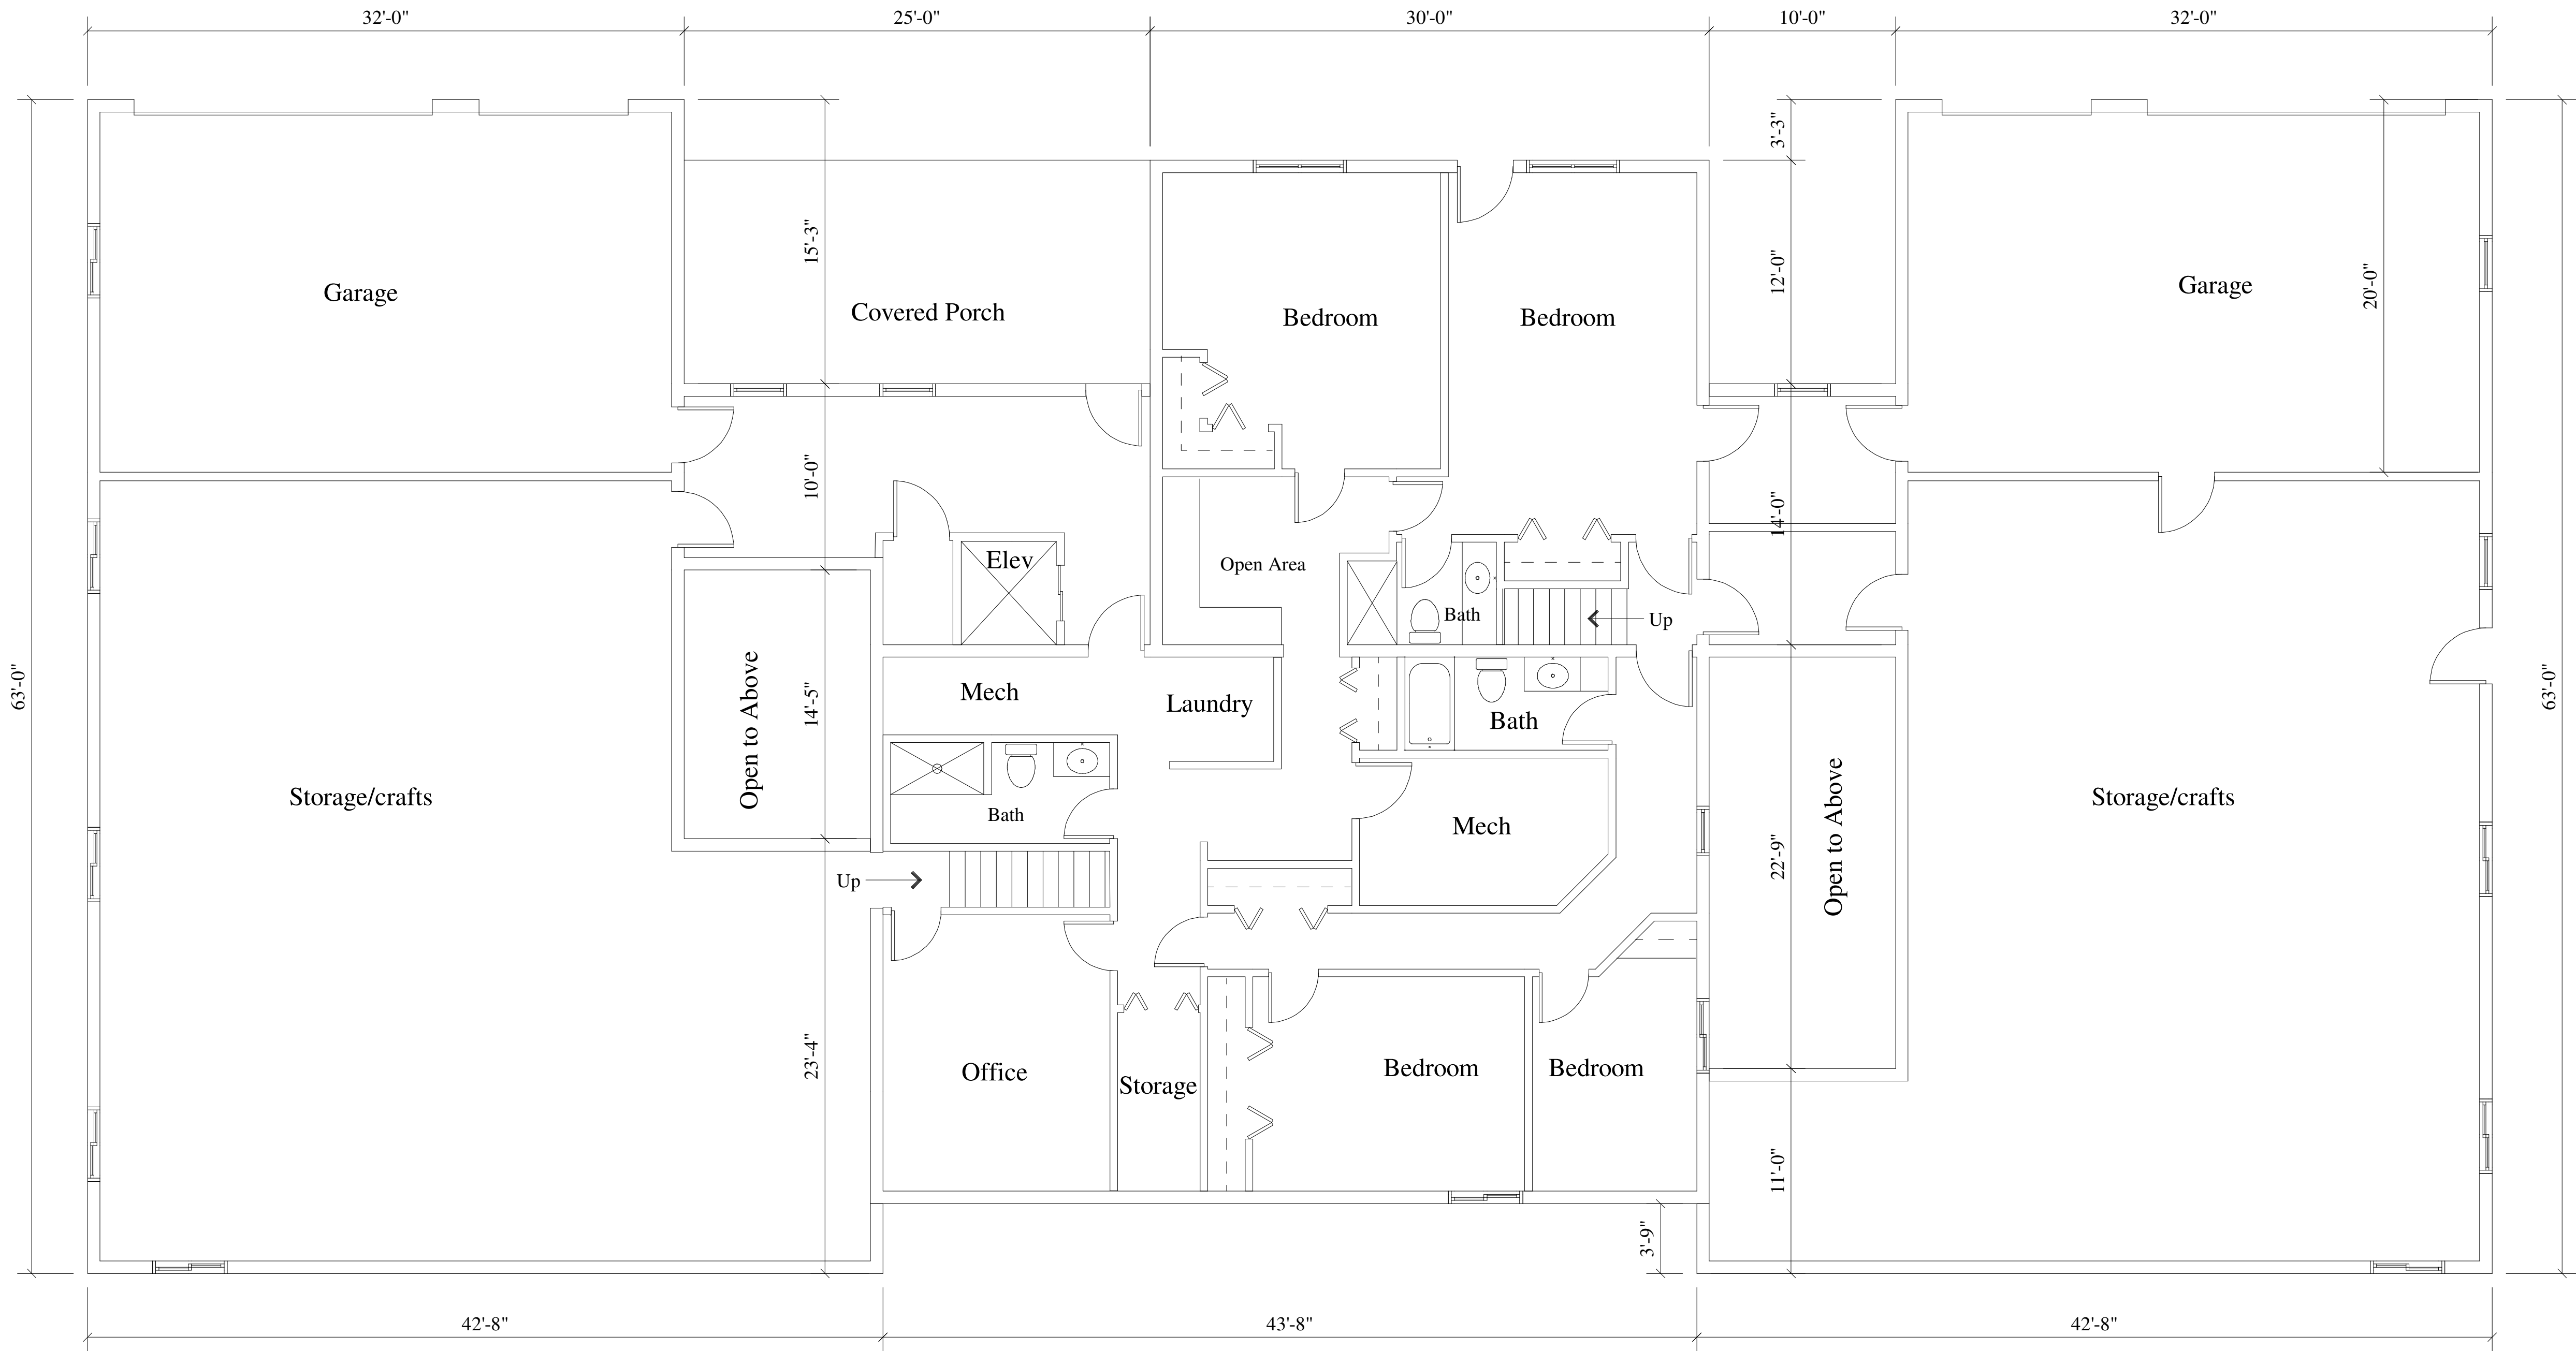 32'-0"
25'-0"
30'-0"
10'-0"
32'-0"
3'-3"
15'-3"
12'-0"
20'-0"
Garage
Covered Porch
Bedroom
Bedroom
Garage
10'-0"
14'-0"
Elev
Open Area
Bath
Up
63'-0"
Open to Above
14'-5"
Mech
Laundry
Bath
63'-0"
Storage/crafts
Bath
Mech
22'-9"
Open to Above
Storage/crafts
Up
23'-4"
Office
Storage
Bedroom
Bedroom
11'-0"
3'-9"
42'-8"
43'-8"
42'-8"